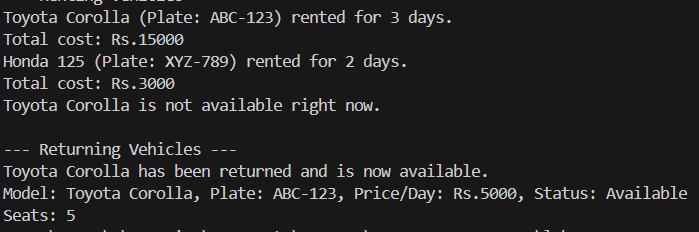 Toyota Corolla (Plate: ABC-123) rented for 3 days.
Total cost: Rs.15000
Honda 125 (Plate: XYZ-789) rented for 2 days.
Total cost: Rs.3000
Toyota Corolla is not available right now.
--- Returning Vehicles ---
Toyota Corolla has been returned and is now available.
Model: Toyota Corolla, Plate: ABC-123, Price/Day: Rs.5000, Status: Available
Seats: 5